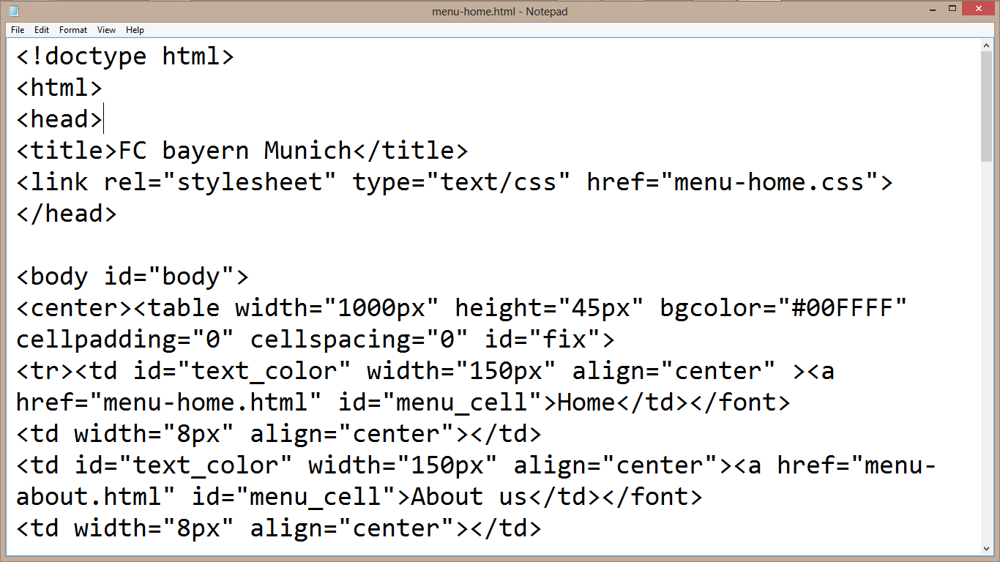 menu-home.html - Notepad
File Edit Format View Help
<!doctype html>
<html>
<head>
<title>FC bayern Munich</title>
<link rel="stylesheet" type="text/css" href="menu-home.css">
</head>
<body id="body">
<center><table width="1000px" height="45px" bgcolor="#00FFFF"
cellpadding="0" cellspacing="0" id="fix">
<tr><td id="text_color" width="150px" align="center" ><a
href="menu-home.html" id="menu_cell">Home</td></font>
<td width="8px" align="center"></td>
<td id="text_color" width="150px" align="center"><a href="menu-
about.html" id="menu_cell">About us</td></font>
<td width="8px" align="center"></td>